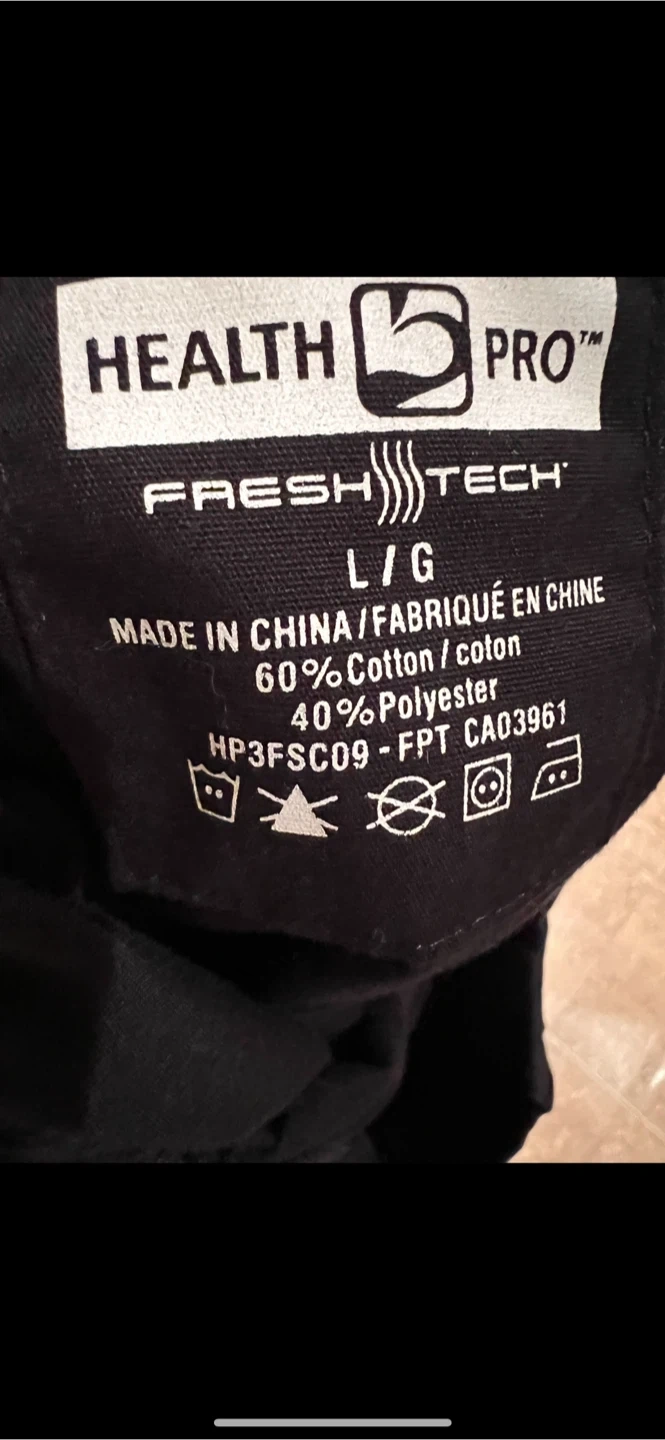 HEALTH PRO™
FRESH TECH
L / G
MADE IN CHINA / FABRIQUÉ EN CHINE
60% Cotton / coton
40% Polyester
HP3FSC09 - FPT CA03961